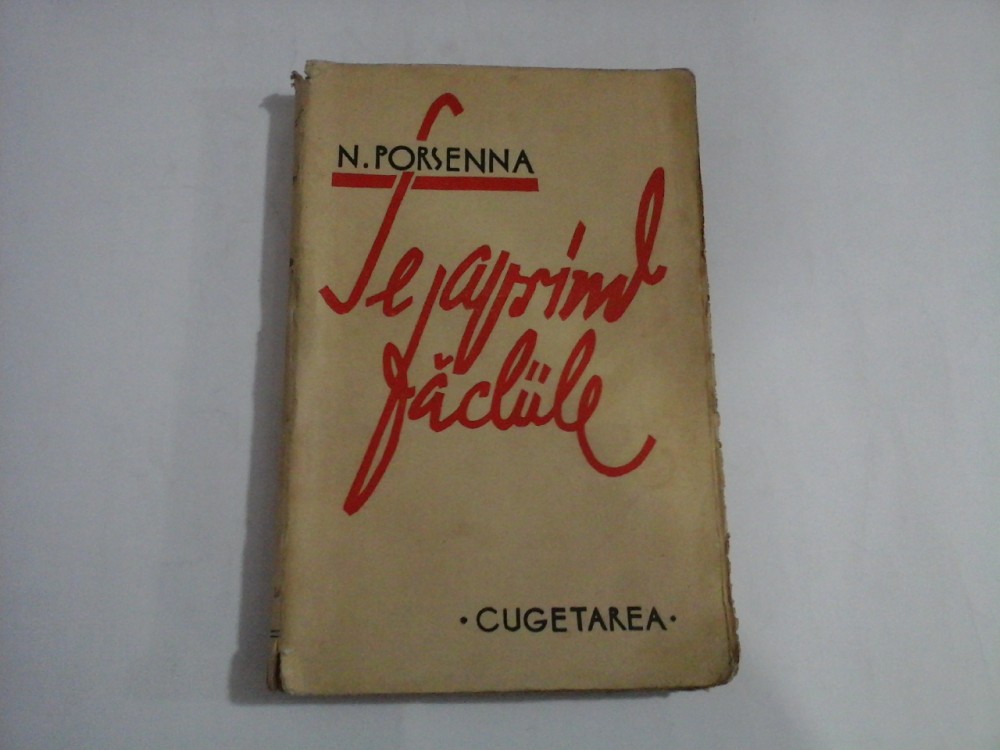 N. PORSENNA
Se aprind
făcliile
· CUGETAREA ·